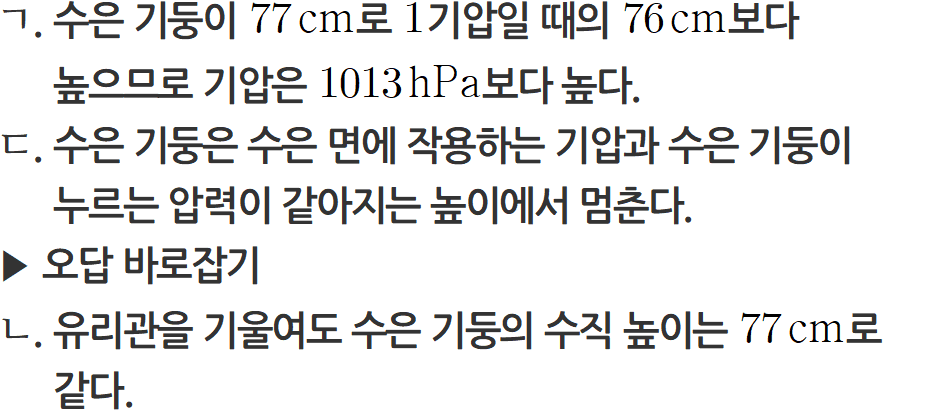 ㄱ. 수은 기둥이 77 cm로 1기압일 때의 76 cm보다
높으므로 기압은 1013 hPa보다 높다.
ㄷ. 수은 기둥은 수은 면에 작용하는 기압과 수은 기둥이
누르는 압력이 같아지는 높이에서 멈춘다.
▶ 오답 바로잡기
ㄴ. 유리관을 기울여도 수은 기둥의 수직 높이는 77 cm로
같다.